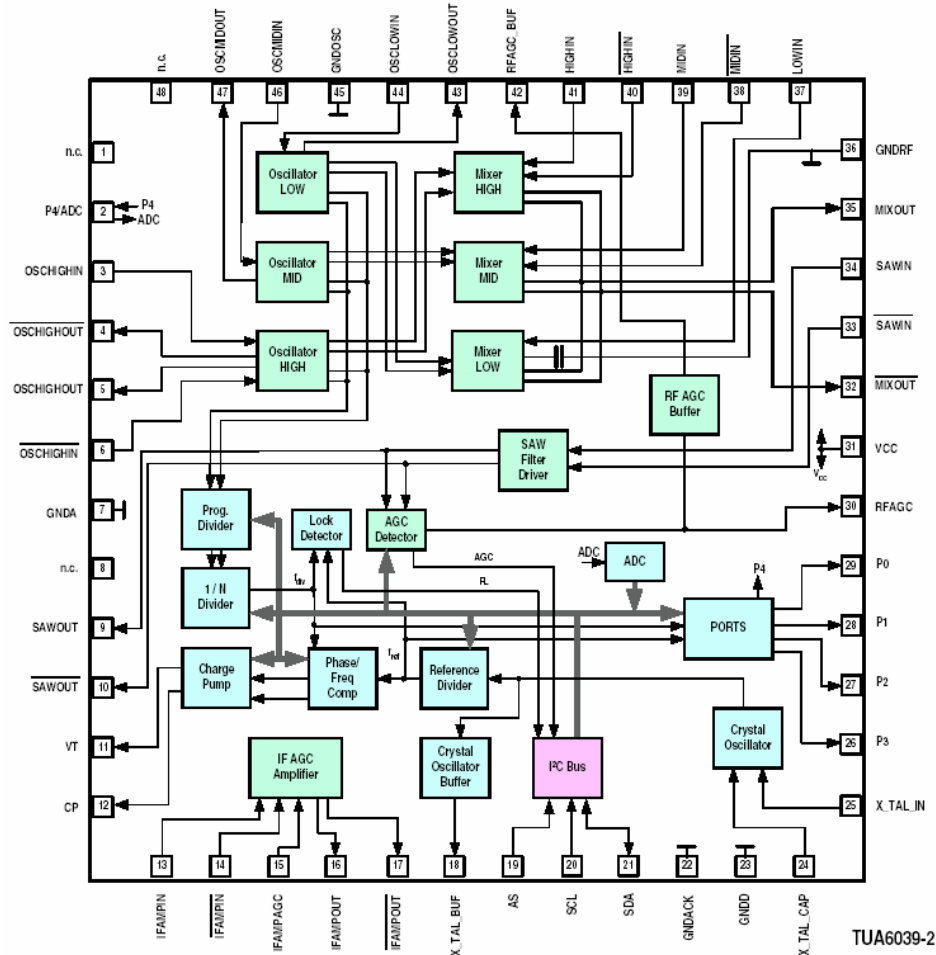 n.c.
OSCMIDOUT
OSCMIDIN
GNDOSC
OSCLOWIN
OSCLOWOUT
RFAGC_BUF
HIGHIN
HIGHIN
MIDIN
MIDIN
LOWIN
48
47
46
45
44
43
42
41
40
39
38
37
n.c.
1
P4/ADC
2
P4
ADC
OSCHIGHIN
3
OSCHIGHOUT
4
OSCHIGHOUT
5
OSCHIGHIN
6
GNDA
7
n.c.
8
SAWOUT
9
SAWOUT
10
VT
11
CP
12
Oscillator
LOW
Mixer
HIGH
Oscillator
MID
Mixer
MID
Oscillator
HIGH
Mixer
LOW
RF AGC
Buffer
SAW
Filter
Driver
Prog.
Divider
Lock
Detector
AGC
Detector
AGC
FL
ADC
ADC
P4
1 / N
Divider
fdiv
PORTS
Charge
Pump
Phase/
Freq
Comp
fref
Reference
Divider
Crystal
Oscillator
IF AGC
Amplifier
Crystal
Oscillator
Buffer
I²C Bus
36
GNDRF
35
MIXOUT
34
SAWIN
33
SAWIN
32
MIXOUT
31
VCC
VCC
30
RFAGC
29
P0
28
P1
27
P2
26
P3
25
X_TAL_IN
13
14
15
16
17
18
19
20
21
22
23
24
IFAMPIN
IFAMPIN
IFAMPAGC
IFAMPOUT
IFAMPOUT
X_TAL_BUF
AS
SCL
SDA
GNDACK
GNDD
X_TAL_CAP
TUA6039-2